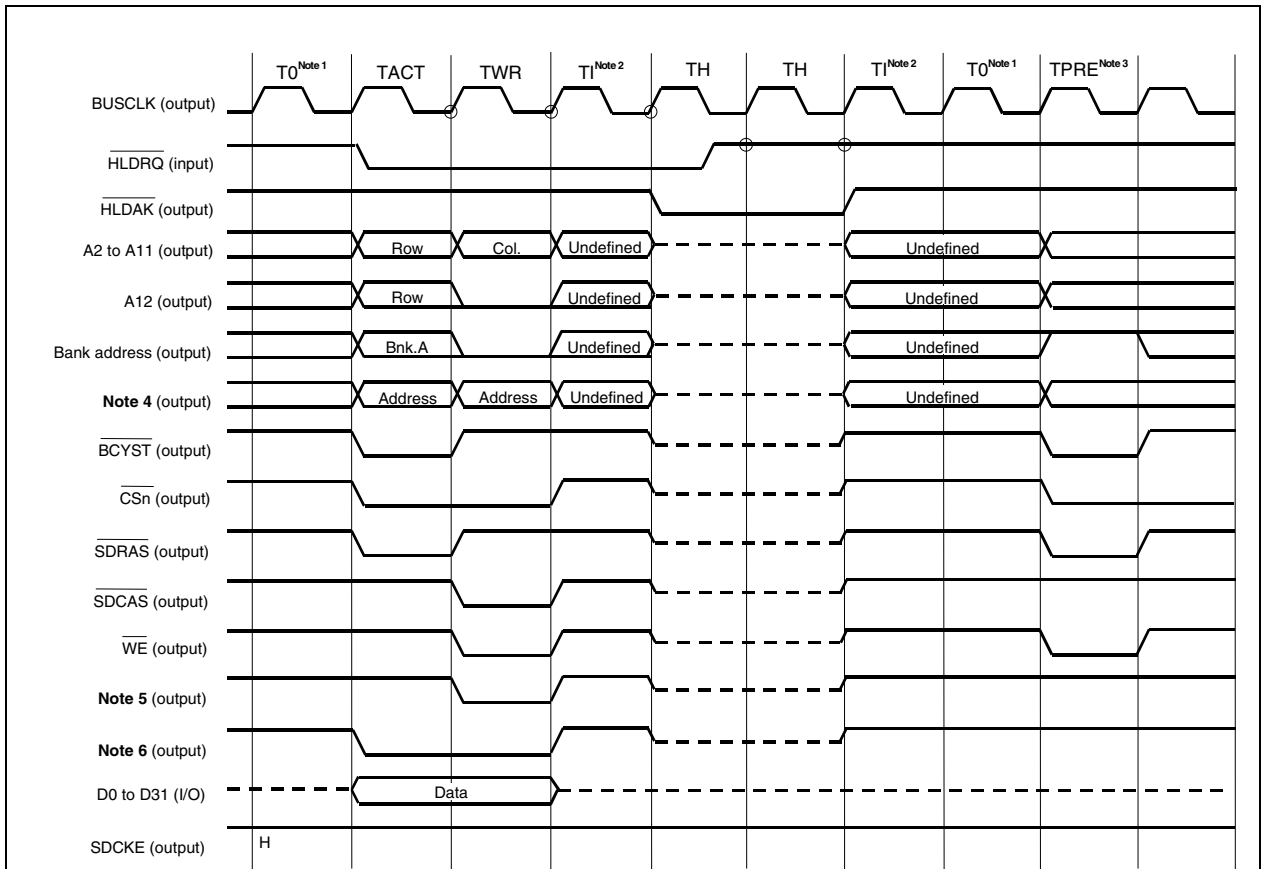 T0Note 1 TACT TWR TINote 2 TH TH TINote 2 T0Note 1 TPRENote 3
BUSCLK (output)
HLDRQ (input)
HLDAK (output)
A2 to A11 (output) Row Col. Undefined Undefined
A12 (output) Row Undefined Undefined
Bank address (output) Bnk.A Undefined Undefined
Note 4 (output) Address Address Undefined Undefined
BCYST (output)
CSn (output)
SDRAS (output)
SDCAS (output)
WE (output)
Note 5 (output)
Note 6 (output)
D0 to D31 (I/O) Data
SDCKE (output) H